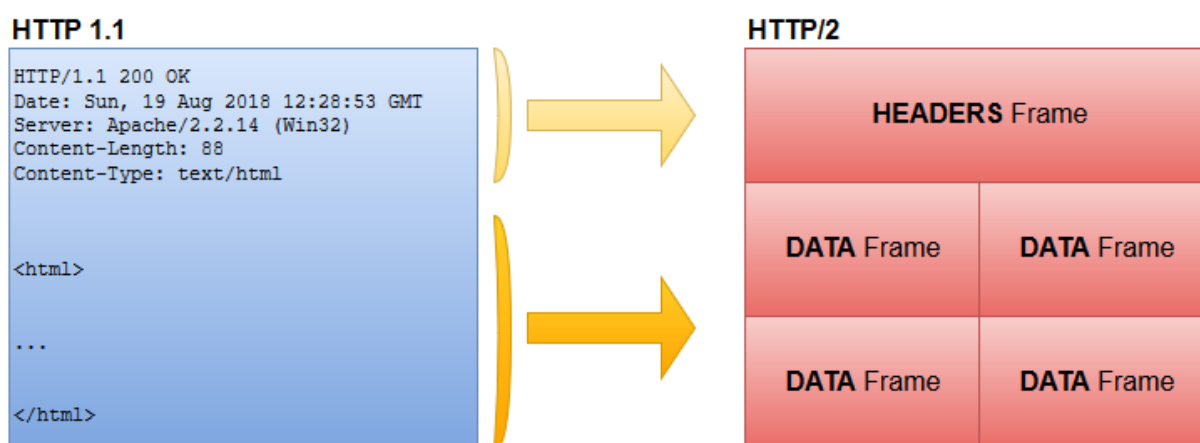 HTTP 1.1
HTTP/1.1 200 OK
Date: Sun, 19 Aug 2018 12:28:53 GMT
Server: Apache/2.2.14 (Win32)
Content-Length: 88
Content-Type: text/html
<html>
...
</html>
HTTP/2
HEADERS Frame
DATA Frame
DATA Frame
DATA Frame
DATA Frame